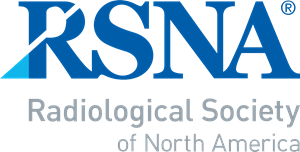 RSNA®
Radiological Society
of North America